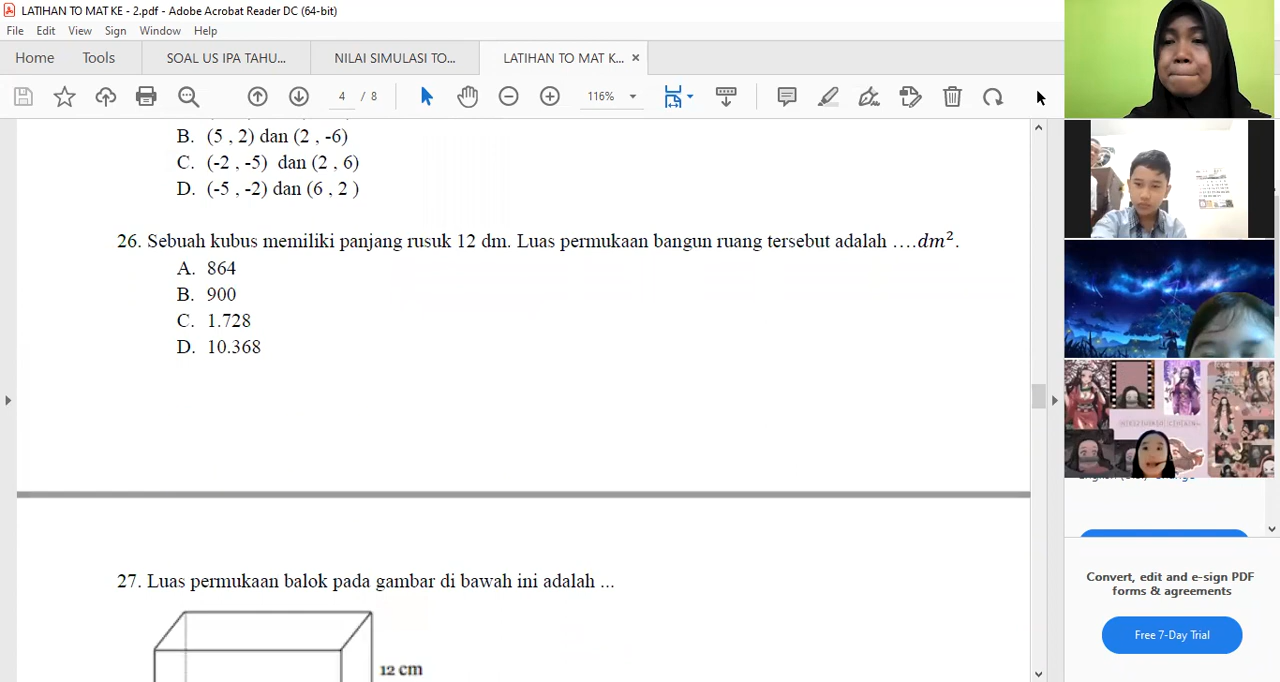 LATIHAN TO MAT KE - 2.pdf - Adobe Acrobat Reader DC (64-bit)
File Edit View Sign Window Help
Home Tools SOAL US IPA TAHU... NILAI SIMULASI TO... LATIHAN TO MAT K... ×
4 / 8 116%
B. (5 , 2) dan (2 , -6)
C. (-2 , -5) dan (2 , 6)
D. (-5 , -2) dan (6 , 2 )
26. Sebuah kubus memiliki panjang rusuk 12 dm. Luas permukaan bangun ruang tersebut adalah ….dm².
A. 864
B. 900
C. 1.728
D. 10.368
27. Luas permukaan balok pada gambar di bawah ini adalah ...
12 cm
Convert, edit and e-sign PDF
forms & agreements
Free 7-Day Trial